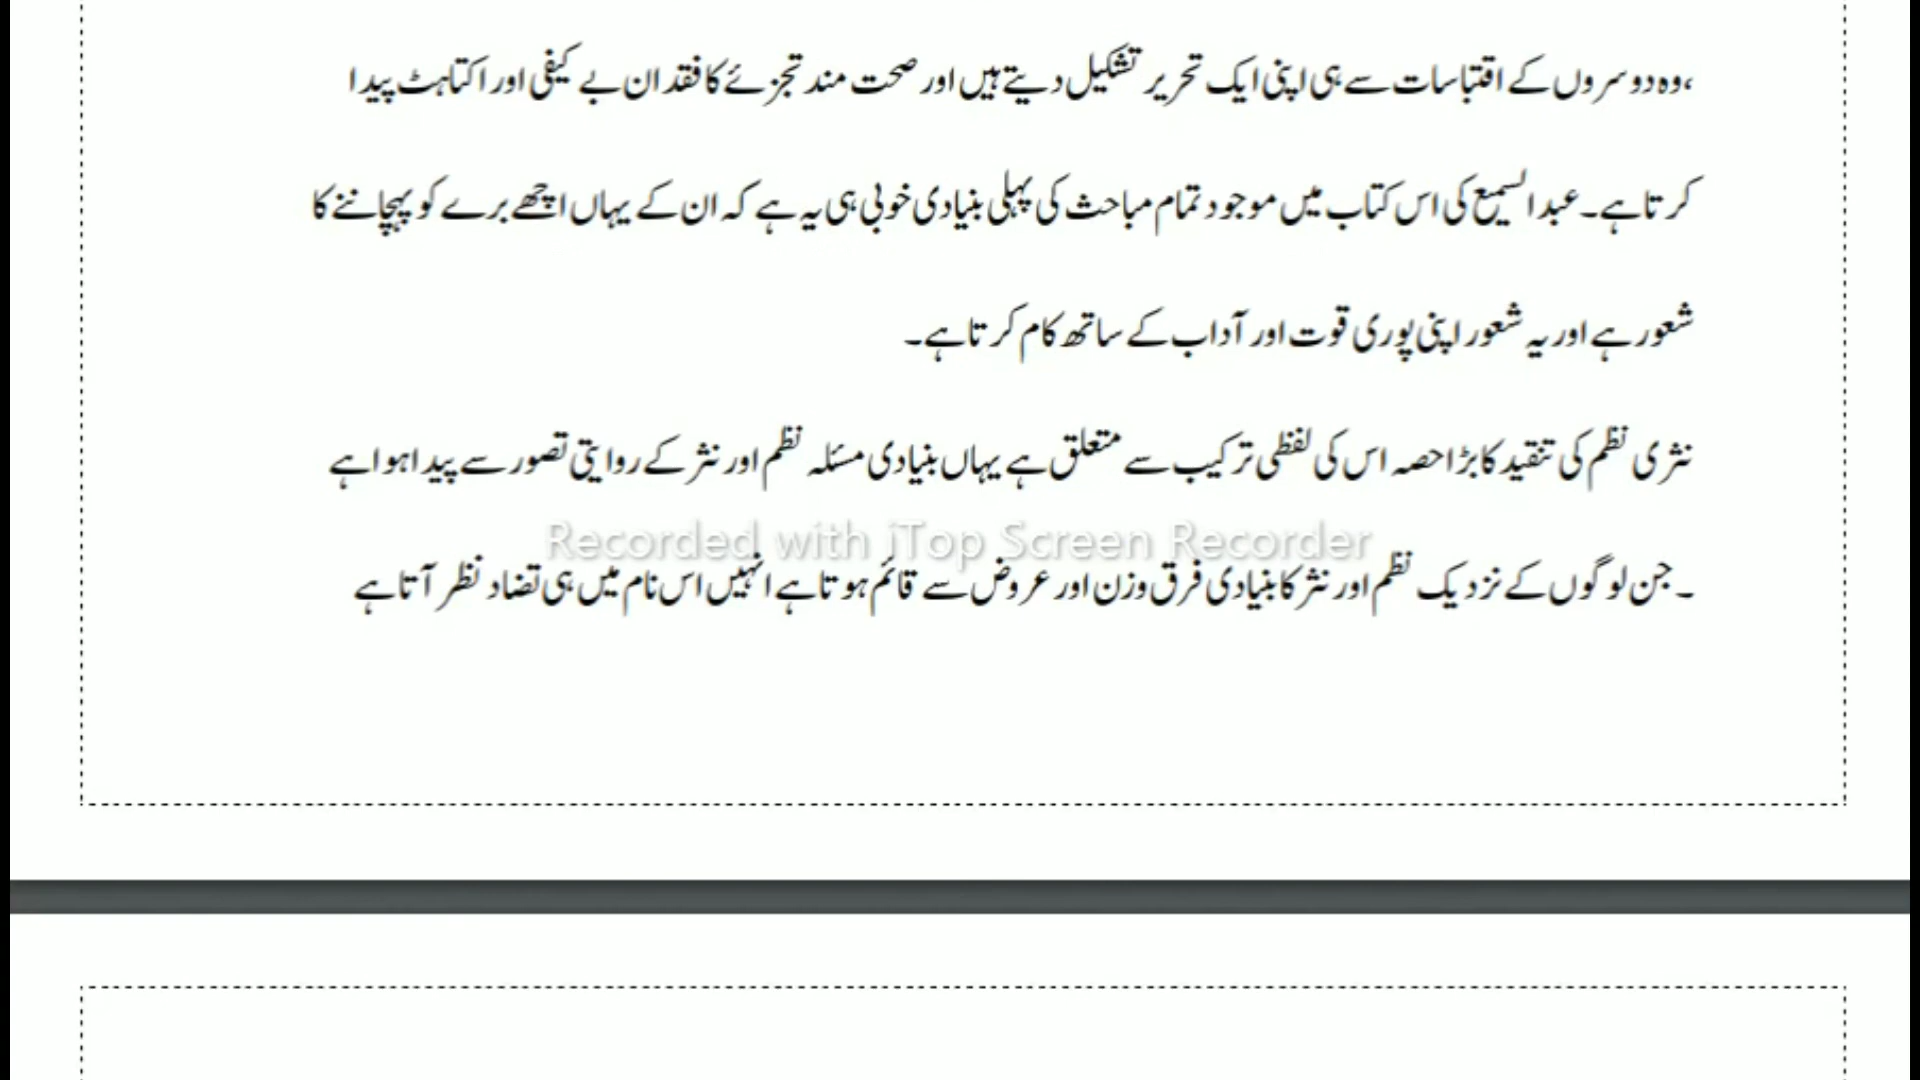 ،وہ دوسروں کے اقتباسات سے ہی اپنی ایک تحریر تشکیل دیتے ہیں اور صحت مند تجزئے کا فقدان بے کیفی اور اکتاہٹ پیدا
کرتا ہے۔ عبدالسمیع کی اس کتاب میں موجود تمام مباحث کی پہلی بنیادی خوبی ہی یہ ہے کہ ان کے یہاں اچھے برے کو پہچاننے کا
شعور ہے اور یہ شعور اپنی پوری قوت اور آداب کے ساتھ کام کرتا ہے۔
نثری نظم کی تنقید کا بڑا حصہ اس کی لفظی ترکیب سے متعلق ہے یہاں بنیادی مسئلہ نظم اور نثر کے روایتی تصور سے پیدا ہوا ہے
Recorded with iTop Screen Recorder
۔ جن لوگوں کے نزدیک نظم اور نثر کا بنیادی فرق وزن اور عروض سے قائم ہوتا ہے انہیں اس نام میں ہی تضاد نظر آتا ہے